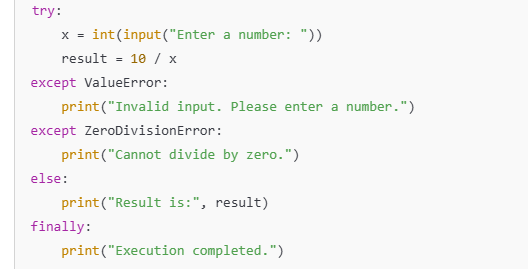 try:
    x = int(input("Enter a number: "))
    result = 10 / x
except ValueError:
    print("Invalid input. Please enter a number.")
except ZeroDivisionError:
    print("Cannot divide by zero.")
else:
    print("Result is:", result)
finally:
    print("Execution completed.")